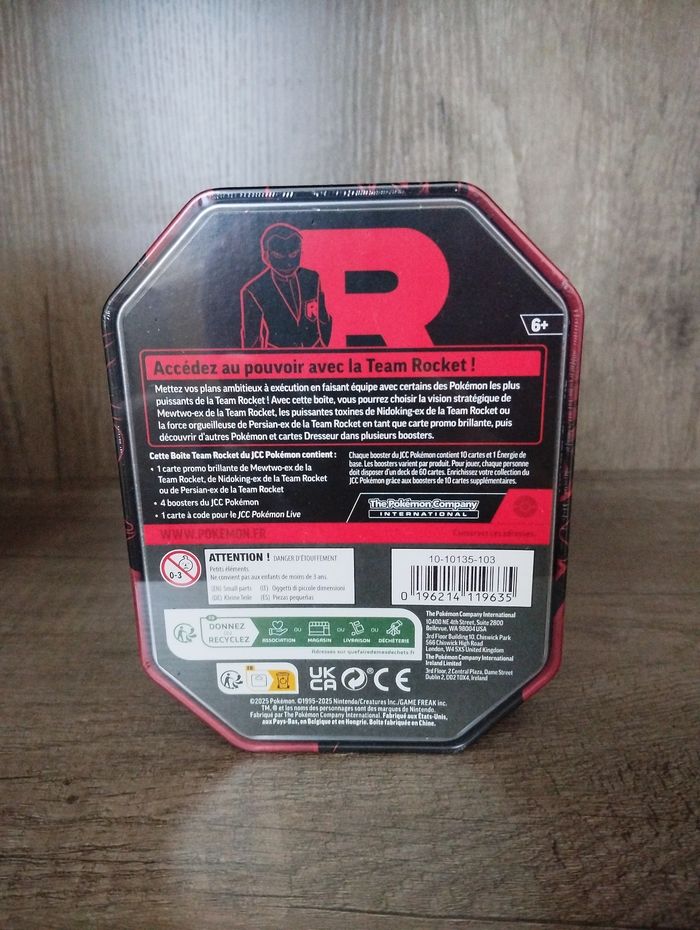 R
R
6+
Accédez au pouvoir avec la Team Rocket !
Mettez vos plans ambitieux à exécution en faisant équipe avec certains des Pokémon les plus
puissants de la Team Rocket ! Avec cette boîte, vous pourrez choisir la vision stratégique de
Mewtwo-ex de la Team Rocket, les puissantes toxines de Nidoking-ex de la Team Rocket ou
la force orgueilleuse de Persian-ex de la Team Rocket en tant que carte promo brillante, puis
découvrir d'autres Pokémon et cartes Dresseur dans plusieurs boosters.
Cette Boîte Team Rocket du JCC Pokémon contient :
• 1 carte promo brillante de Mewtwo-ex de la
Team Rocket, de Nidoking-ex de la Team Rocket
ou de Persian-ex de la Team Rocket
• 4 boosters du JCC Pokémon
• 1 carte à code pour le JCC Pokémon Live
Chaque booster du JCC Pokémon contient 10 cartes et 1 Énergie
de base. Les boosters varient par produit. Pour jouer, chaque personne
doit disposer d'un deck de 60 cartes. Enrichissez votre collection du
JCC Pokémon grâce aux boosters de 10 cartes supplémentaires.
The Pokémon Company
INTERNATIONAL
WWW.POKEMON.FR
Conservez ces adresses.
0-3
ATTENTION ! DANGER D'ÉTOUFFEMENT
Petits éléments.
Ne convient pas aux enfants de moins de 3 ans.
(EN) Small parts (IT) Oggetti di piccole dimensioni
(DE) Kleine Teile (ES) Piezas pequeñas
10-10135-103
0 196214 119635
FR
DONNEZ
OU
RECYCLEZ
ASSOCIATION
OU
MAGASIN
OU
LIVRAISON
OU
DÉCHÈTERIE
Adresses sur quefairedemesdechets.fr
The Pokémon Company International
10400 NE 4th Street, Suite 2800
Bellevue, WA 98004 USA
3rd Floor Building 10, Chiswick Park
566 Chiswick High Road
London, W4 5XS United Kingdom
The Pokémon Company International
Ireland Limited
3rd Floor, 2 Central Plaza, Dame Street
Dublin 2, D02 T0X4, Ireland
FR
UK
CA
CE
©2025 Pokémon. ©1995-2025 Nintendo/Creatures Inc./GAME FREAK inc.
TM, ® et les noms des personnages sont des marques de Nintendo.
Fabriqué par The Pokémon Company International. Fabriqué aux États-Unis,
aux Pays-Bas, en Belgique et en Hongrie. Boîte fabriquée en Chine.